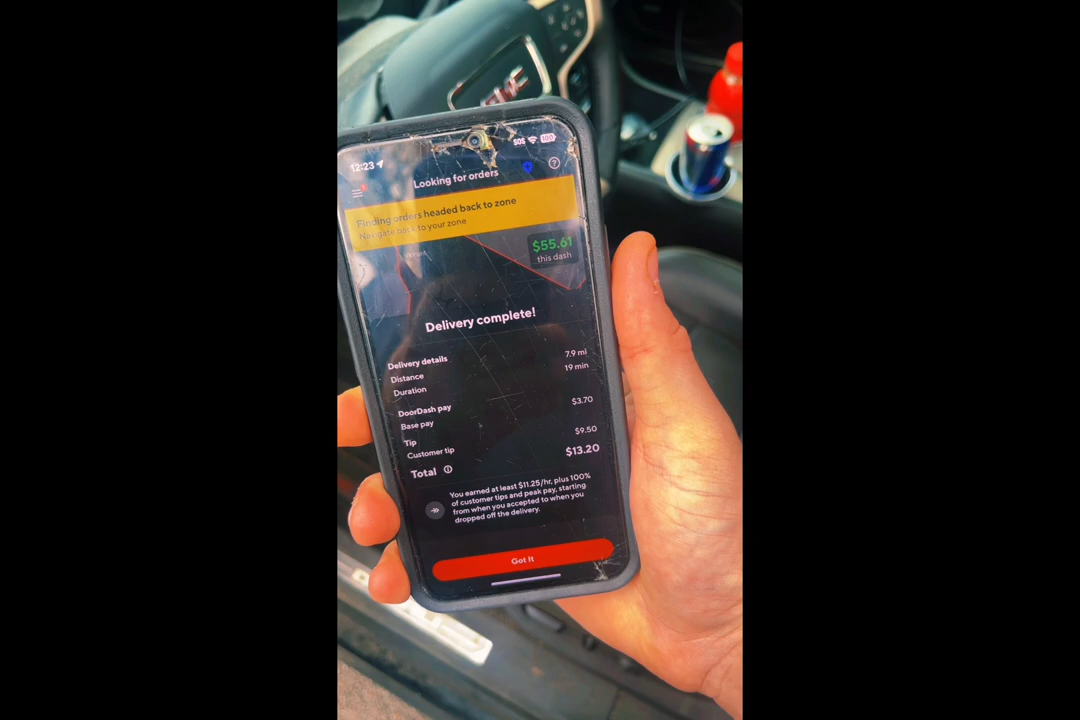 GMC
12:23 SOS 100
Looking for orders
Finding orders headed back to zone
Navigate back to your zone
$55.61
this dash
Delivery complete!
Delivery details
Distance 7.9 mi
Duration 19 min
DoorDash pay
Base pay $3.70
Tip
Customer tip $9.50
Total $13.20
You earned at least $11.25/hr, plus 100%
of customer tips and peak pay, starting
from when you accepted to when you
dropped off the delivery.
Got It